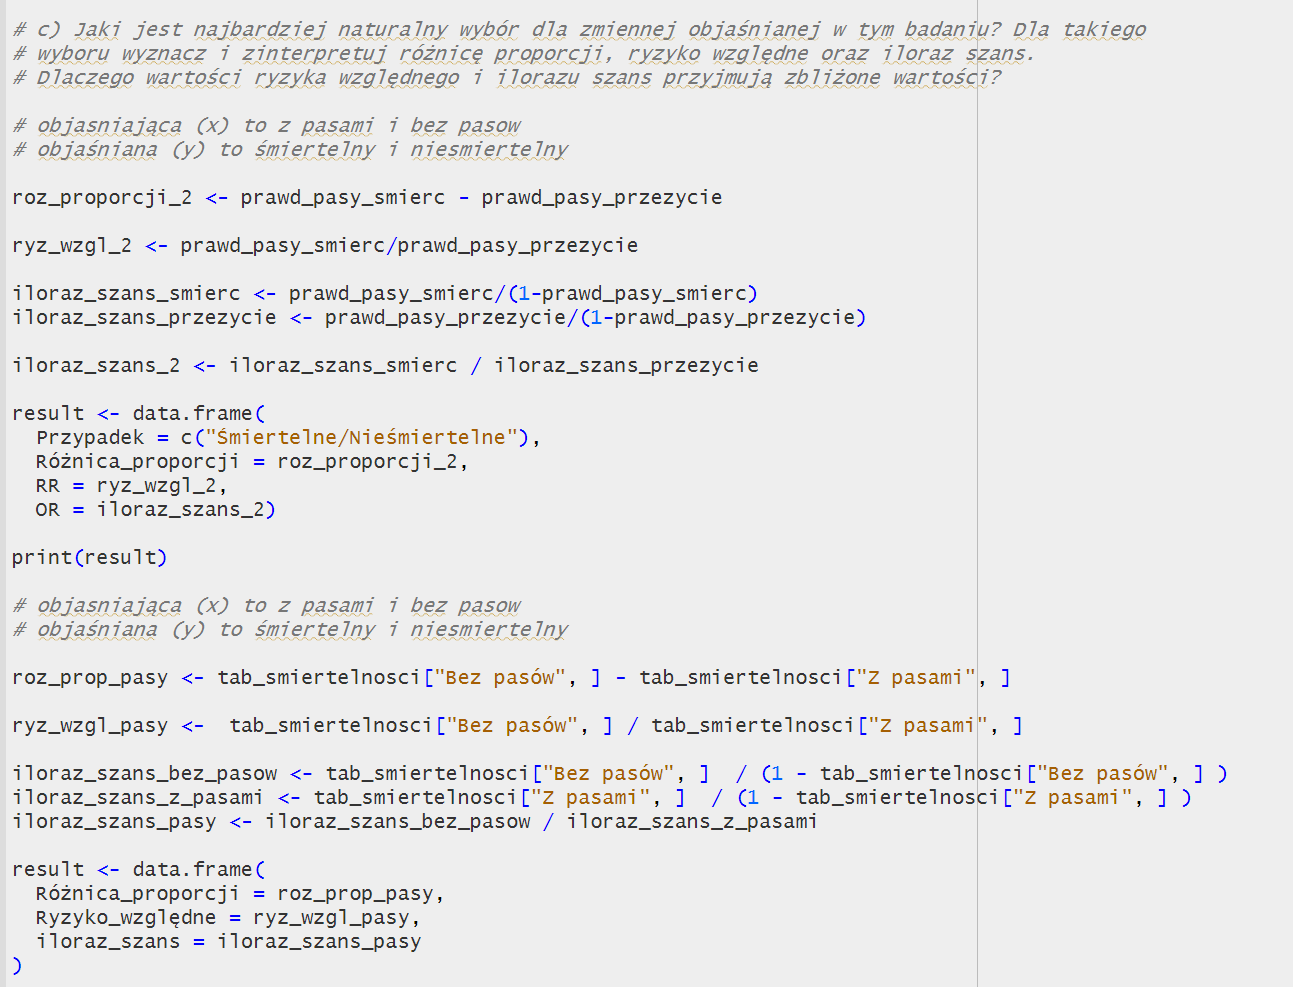 # c) Jaki jest najbardziej naturalny wybór dla zmiennej objaśnianej w tym badaniu? Dla takiego
# wyboru wyznacz i zinterpretuj różnicę proporcji, ryzyko względne oraz iloraz szans.
# Dlaczego wartości ryzyka względnego i ilorazu szans przyjmują zbliżone wartości?
# objasniająca (x) to z pasami i bez pasow
# objaśniana (y) to śmiertelny i niesmiertelny
roz_proporcji_2 <- prawd_pasy_smierc - prawd_pasy_przezycie
ryz_wzgl_2 <- prawd_pasy_smierc/prawd_pasy_przezycie
iloraz_szans_smierc <- prawd_pasy_smierc/(1-prawd_pasy_smierc)
iloraz_szans_przezycie <- prawd_pasy_przezycie/(1-prawd_pasy_przezycie)
iloraz_szans_2 <- iloraz_szans_smierc / iloraz_szans_przezycie
result <- data.frame(
  Przypadek = c("Śmiertelne/Nieśmiertelne"),
  Różnica_proporcji = roz_proporcji_2,
  RR = ryz_wzgl_2,
  OR = iloraz_szans_2)
print(result)
# objasniająca (x) to z pasami i bez pasow
# objaśniana (y) to śmiertelny i niesmiertelny
roz_prop_pasy <- tab_smiertelnosci["Bez pasów", ] - tab_smiertelnosci["Z pasami", ]
ryz_wzgl_pasy <-  tab_smiertelnosci["Bez pasów", ] / tab_smiertelnosci["Z pasami", ]
iloraz_szans_bez_pasow <- tab_smiertelnosci["Bez pasów", ]  / (1 - tab_smiertelnosci["Bez pasów", ] )
iloraz_szans_z_pasami <- tab_smiertelnosci["Z pasami", ]  / (1 - tab_smiertelnosci["Z pasami", ] )
iloraz_szans_pasy <- iloraz_szans_bez_pasow / iloraz_szans_z_pasami
result <- data.frame(
  Różnica_proporcji = roz_prop_pasy,
  Ryzyko_względne = ryz_wzgl_pasy,
  iloraz_szans = iloraz_szans_pasy
)